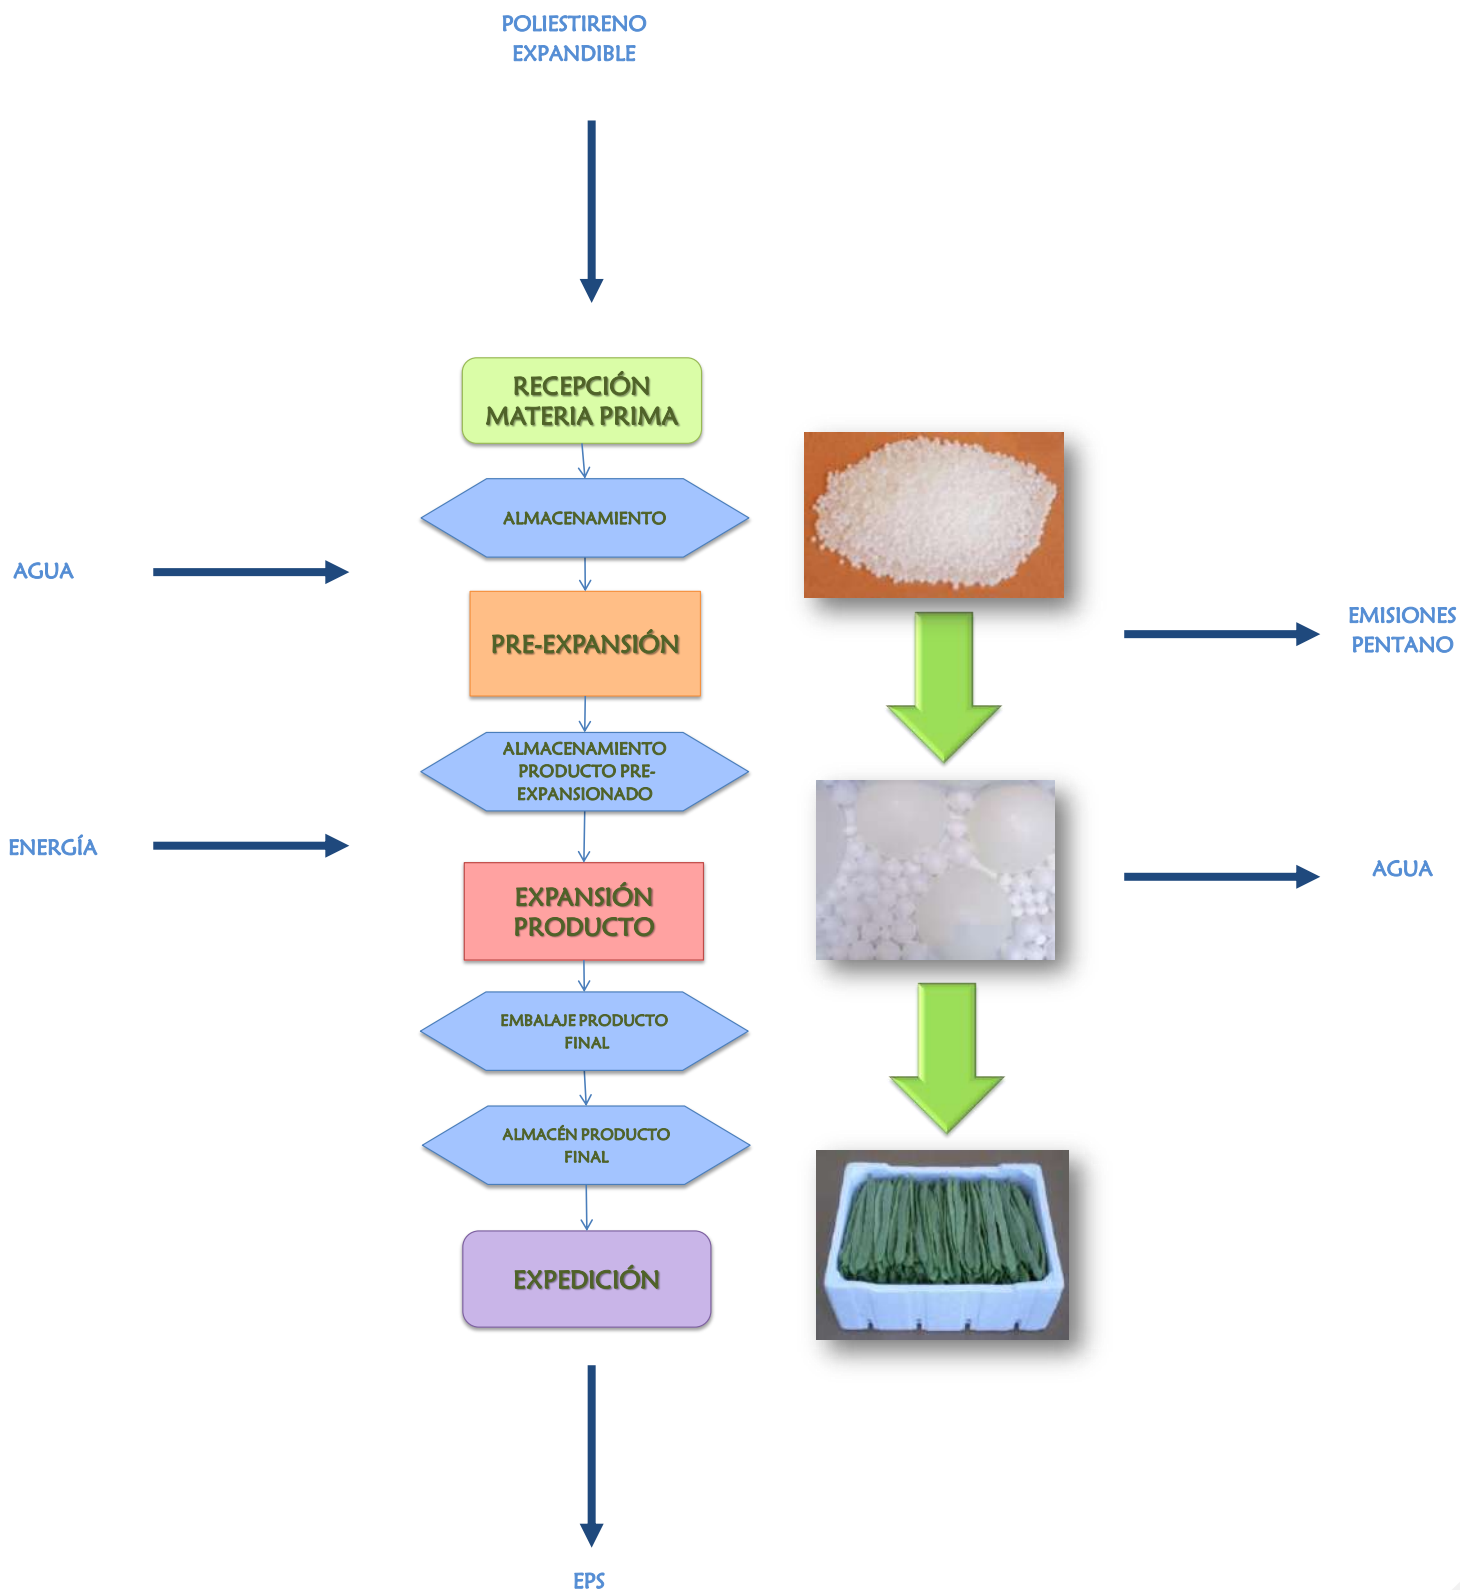 POLIESTIRENO
EXPANDIBLE
RECEPCIÓN
MATERIA PRIMA
ALMACENAMIENTO
AGUA
PRE-EXPANSIÓN
EMISIONES
PENTANO
ALMACENAMIENTO
PRODUCTO PRE-
EXPANSIONADO
ENERGÍA
EXPANSIÓN
PRODUCTO
AGUA
EMBALAJE PRODUCTO
FINAL
ALMACÉN PRODUCTO
FINAL
EXPEDICIÓN
EPS